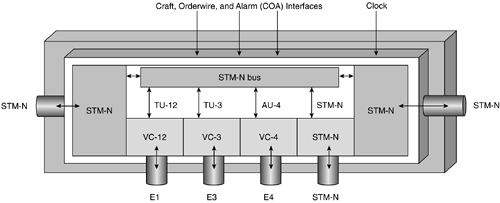 Craft, Orderwire, and Alarm (COA) Interfaces
Clock
STM-N bus
STM-N
STM-N
TU-12
TU-3
AU-4
STM-N
STM-N
STM-N
VC-12
VC-3
VC-4
STM-N
E1
E3
E4
STM-N